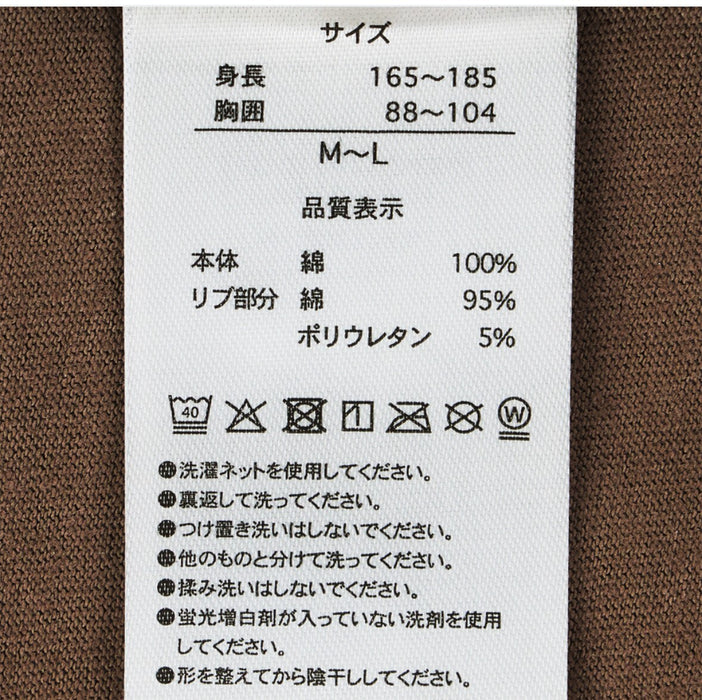 サイズ
身長 165〜185
胸囲 88〜104
M〜L
品質表示
本体 綿 100%
リブ部分 綿 95%
ポリウレタン 5%
40 W
●洗濯ネットを使用してください。
●裏返して洗ってください。
●つけ置き洗いはしないでください。
●他のものと分けて洗ってください。
●揉み洗いはしないでください。
●蛍光増白剤が入っていない洗剤を使用
してください。
●形を整えてから陰干ししてください。